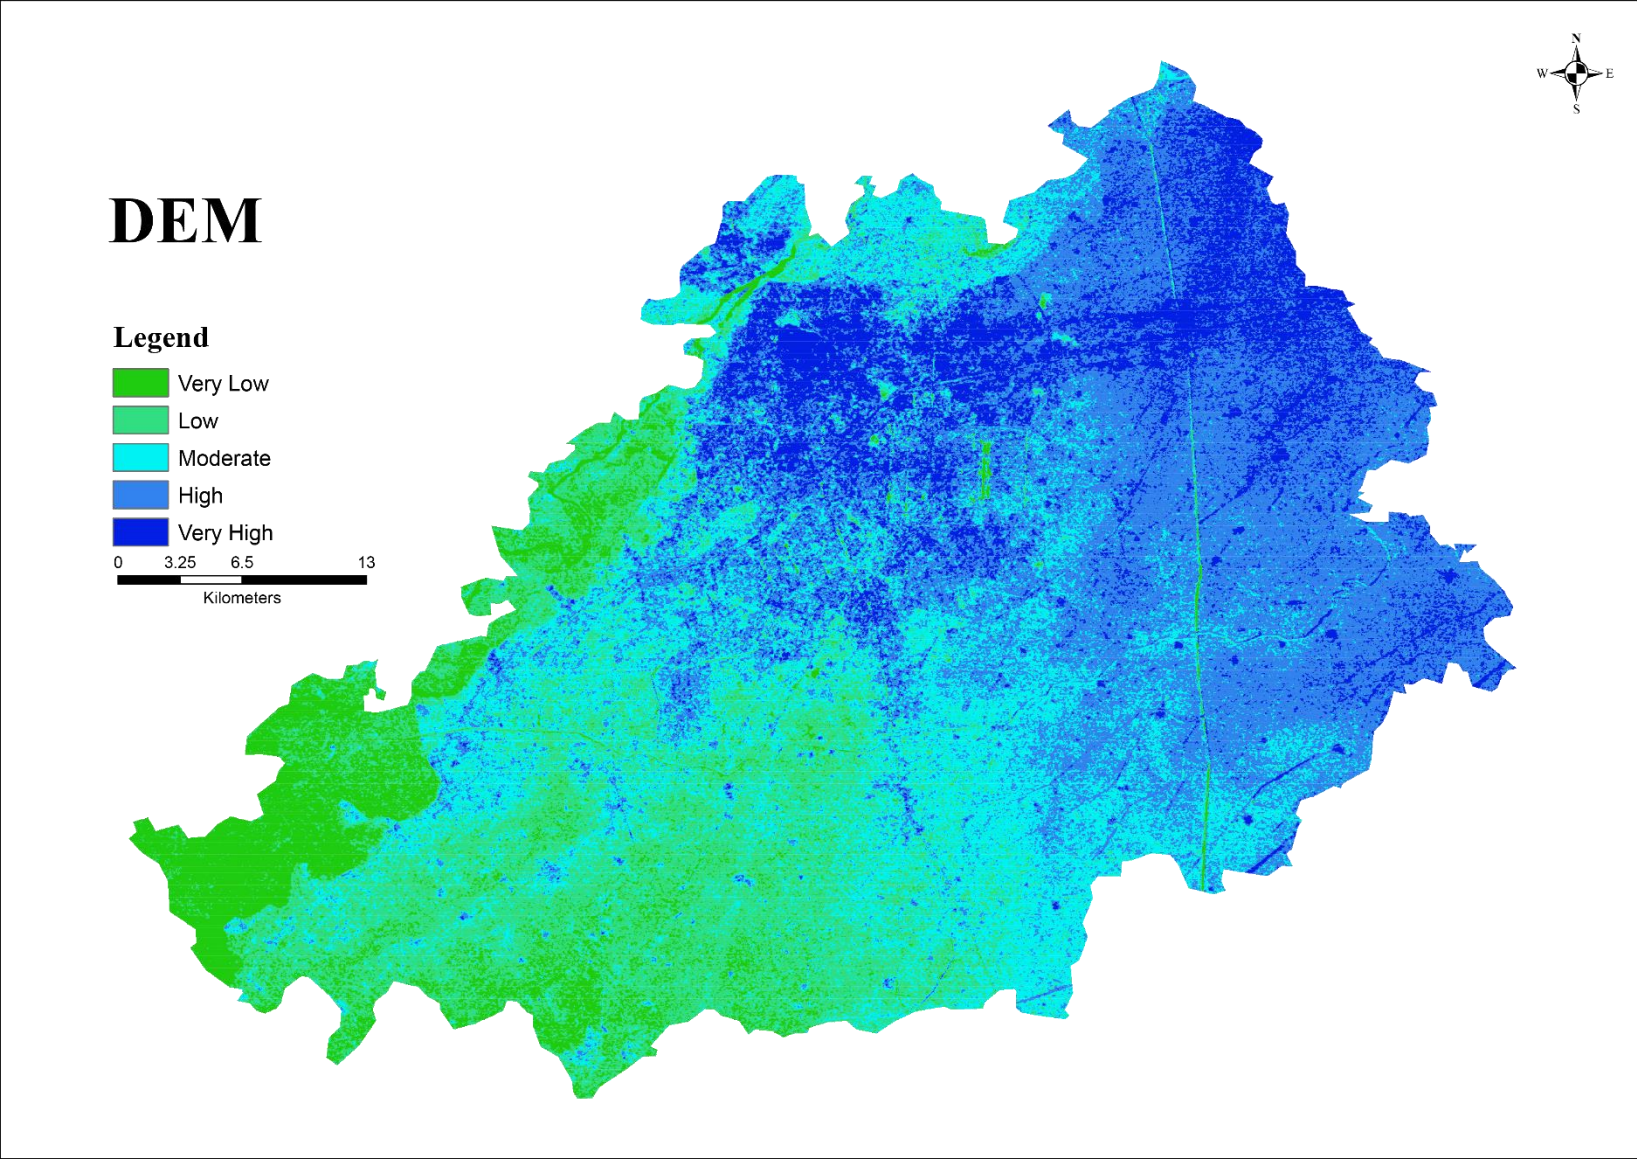 N
W E
S
DEM
Legend
Very Low
Low
Moderate
High
Very High
0 3.25 6.5 13
Kilometers